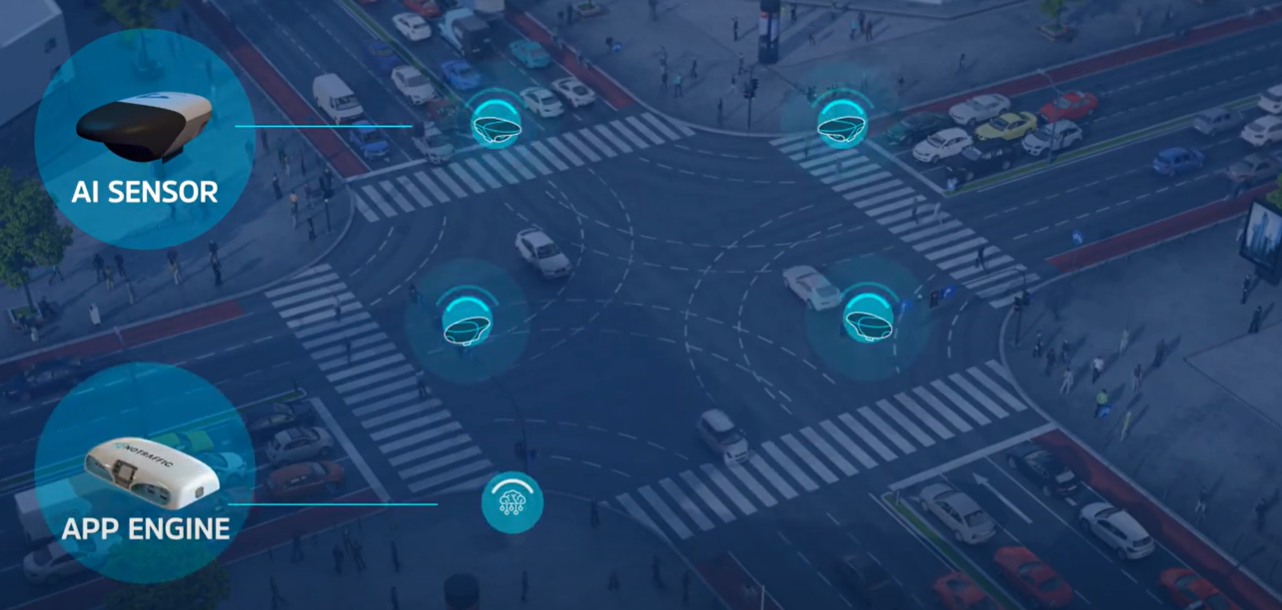 AI SENSOR
NOTRAFFIC
APP ENGINE